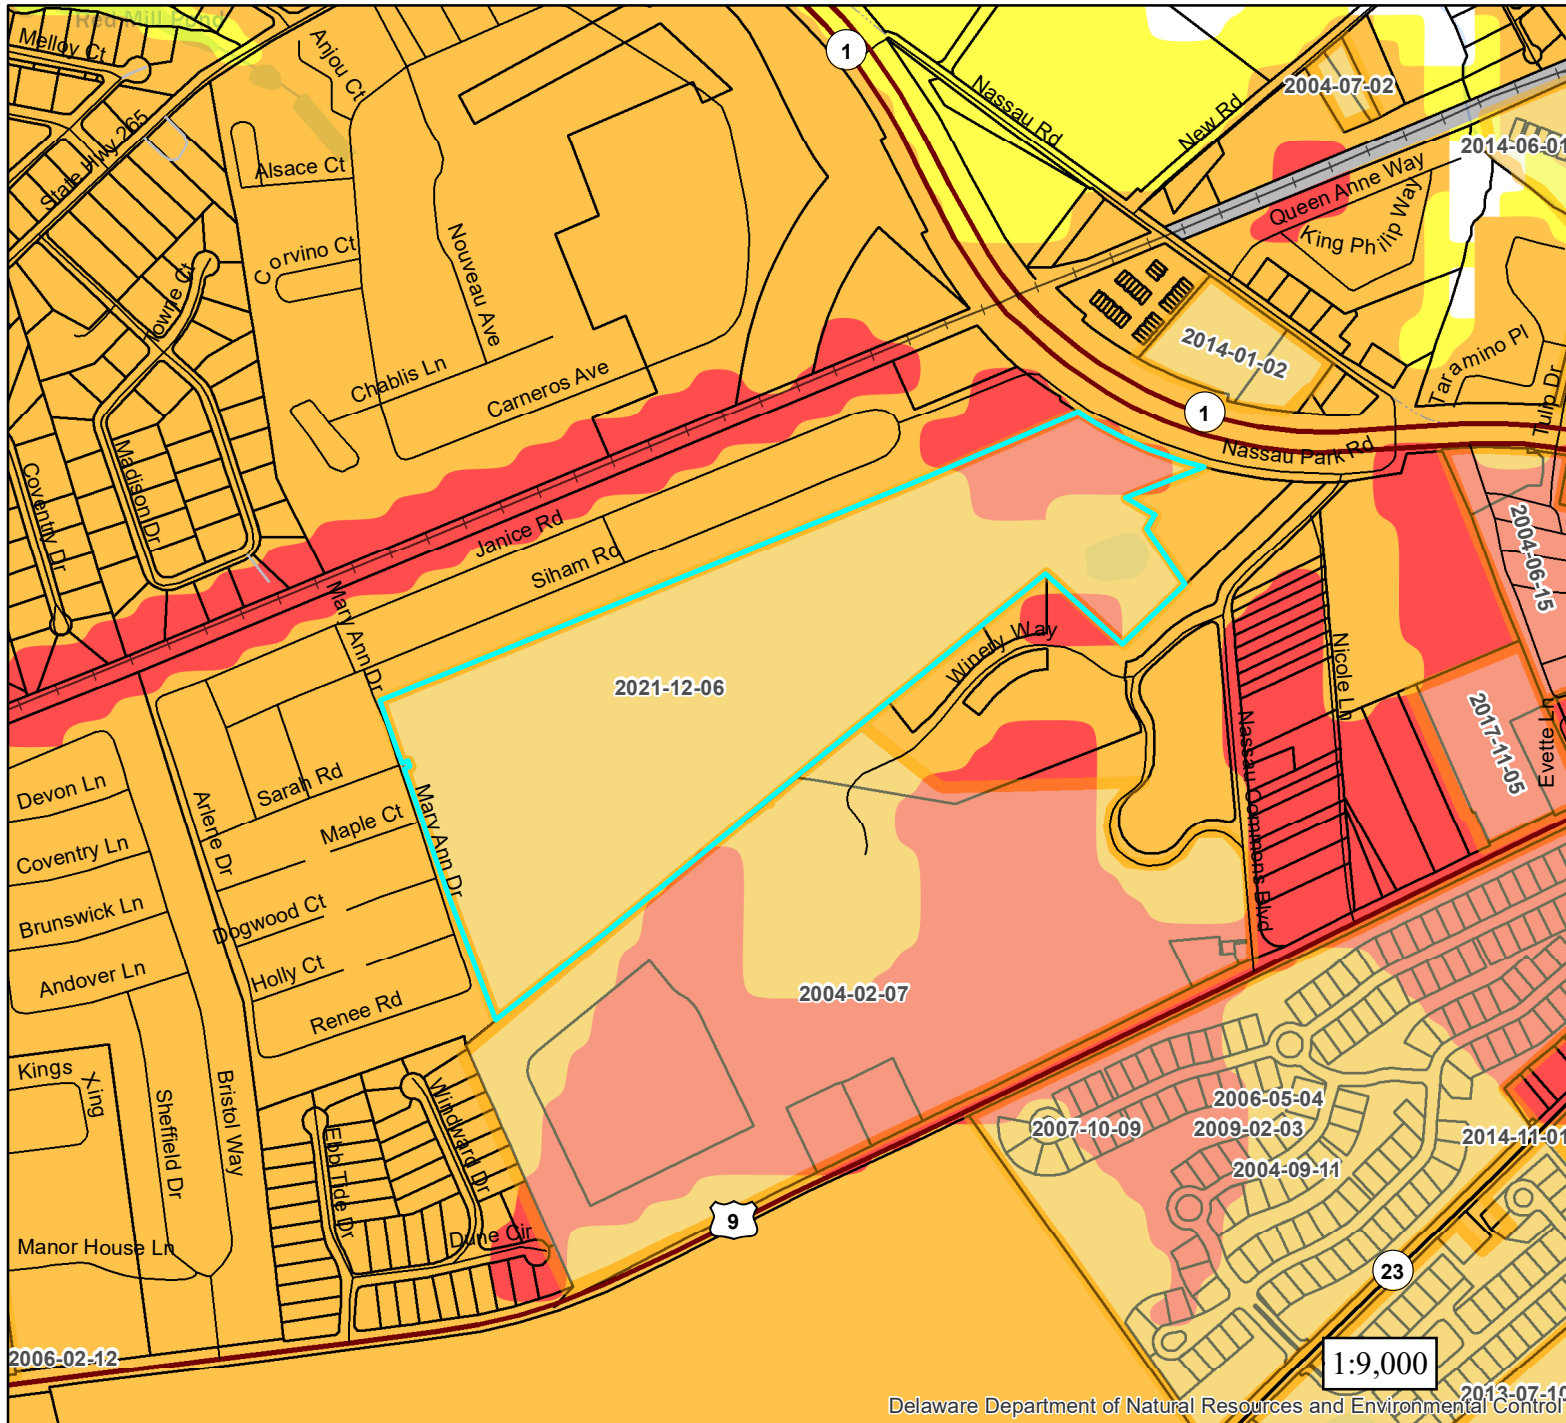 Red Mill Pond
Melloy Ct
Anjou Ct
1
Nassau Rd
New Rd
2004-07-02
2014-06-01
State Hwy 265
Alsace Ct
Queen Anne Way
King Philip Way
Corvino Ct
Nouveau Ave
Towne Ct
2014-01-02
Taramino Pl
Tulip Dr
Chablis Ln
Carneros Ave
1
Nassau Park Rd
Coventry Dr
Madison Dr
Janice Rd
Siham Rd
2004-06-15
Mary Ann Dr
Winery Way
Nicole Ln
2021-12-06
Nassau Commons Blvd
2017-11-05
Evette Ln
Devon Ln
Sarah Rd
Arlene Dr
Maple Ct
Mary Ann Dr
Coventry Ln
Brunswick Ln
Dogwood Ct
Andover Ln
Holly Ct
2004-02-07
Renee Rd
Kings
Xing
Sheffield Dr
Bristol Way
Windward Dr
Ebb Tide Dr
2006-05-04
2007-10-09
2009-02-03
2014-11-01
2004-09-11
9
Manor House Ln
Dune Cir
23
2006-02-12
1:9,000
2013-07-10
Delaware Department of Natural Resources and Environmental Control